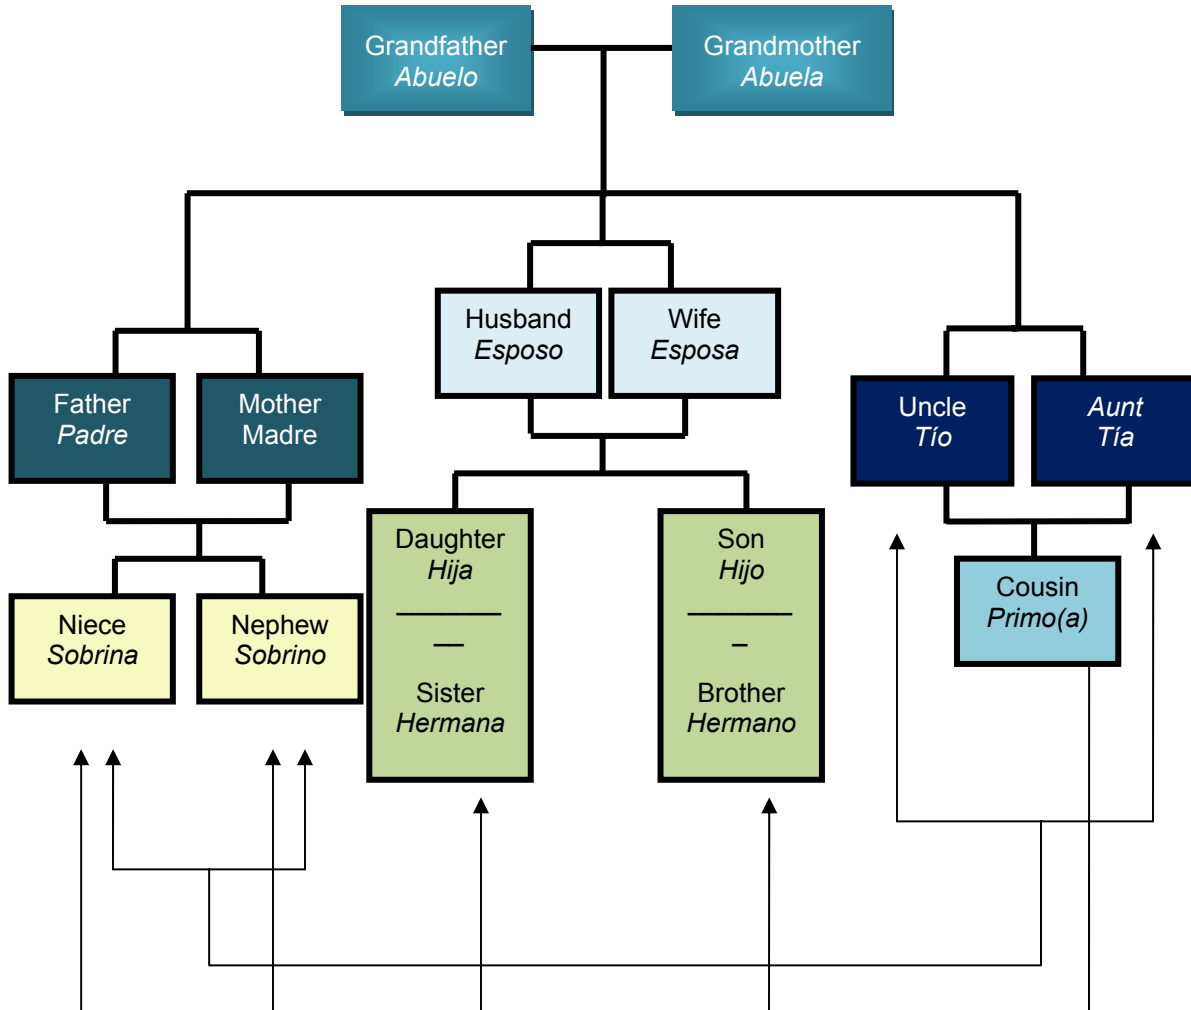 Grandfather
Abuelo
Grandmother
Abuela
Husband
Esposo
Wife
Esposa
Father
Padre
Mother
Madre
Uncle
Tío
Aunt
Tía
Daughter
Hija
Sister
Hermana
Son
Hijo
Brother
Hermano
Cousin
Primo(a)
Niece
Sobrina
Nephew
Sobrino